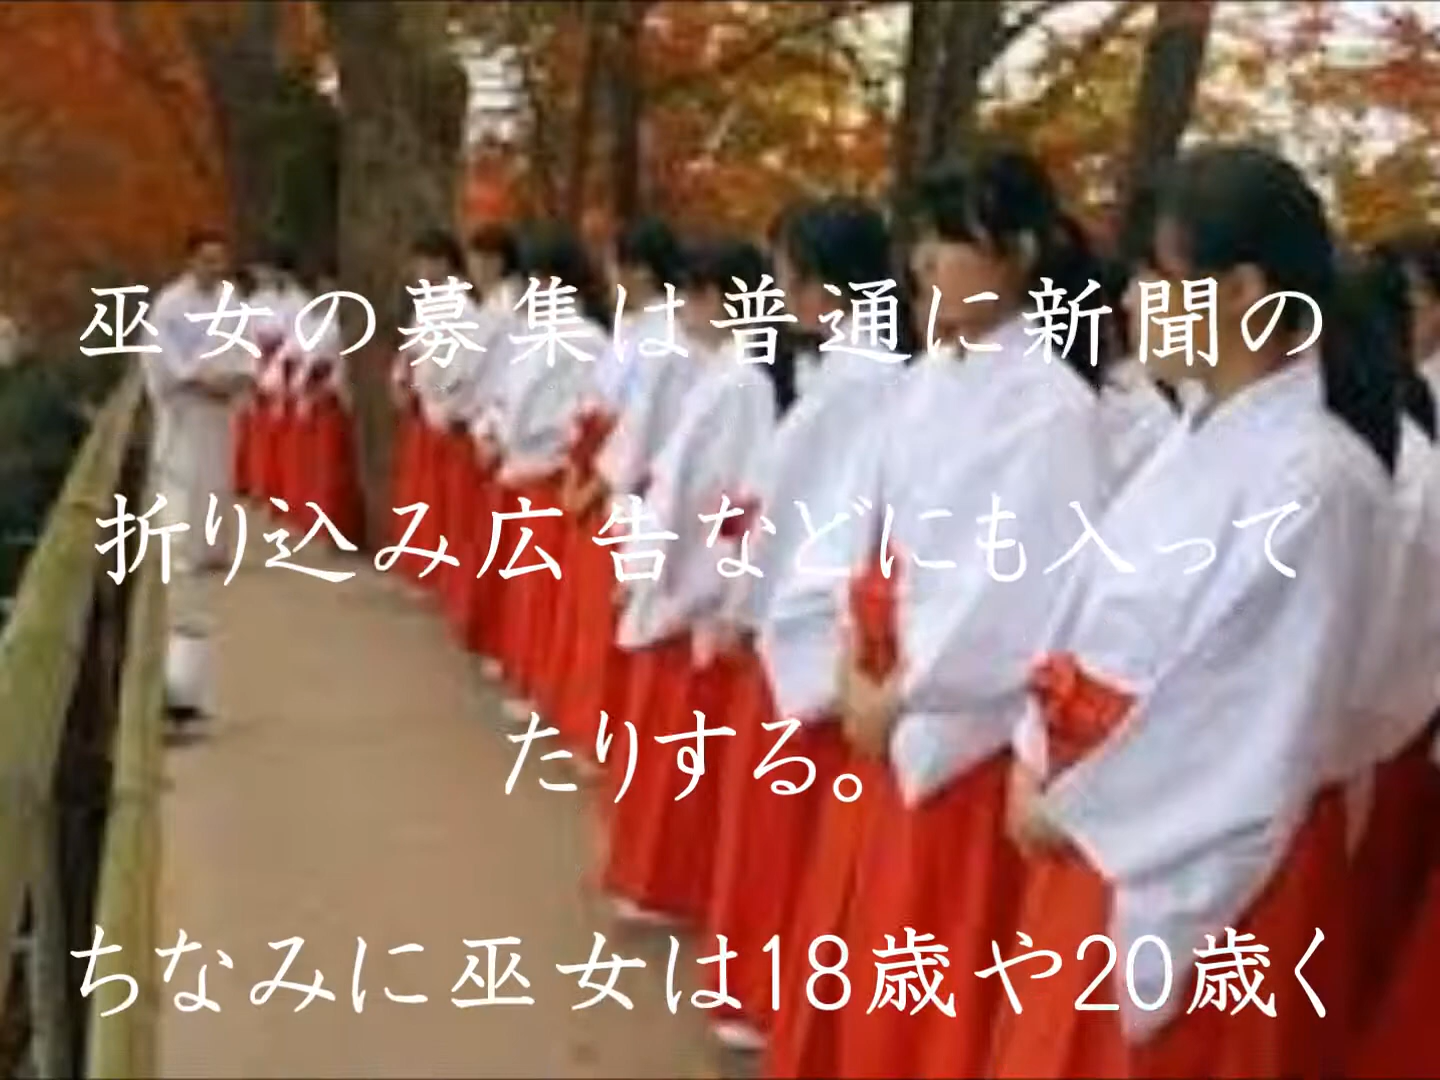 巫女の募集は普通に新聞の
折り込み広告などにも入って
たりする。
ちなみに巫女は18歳や20歳く